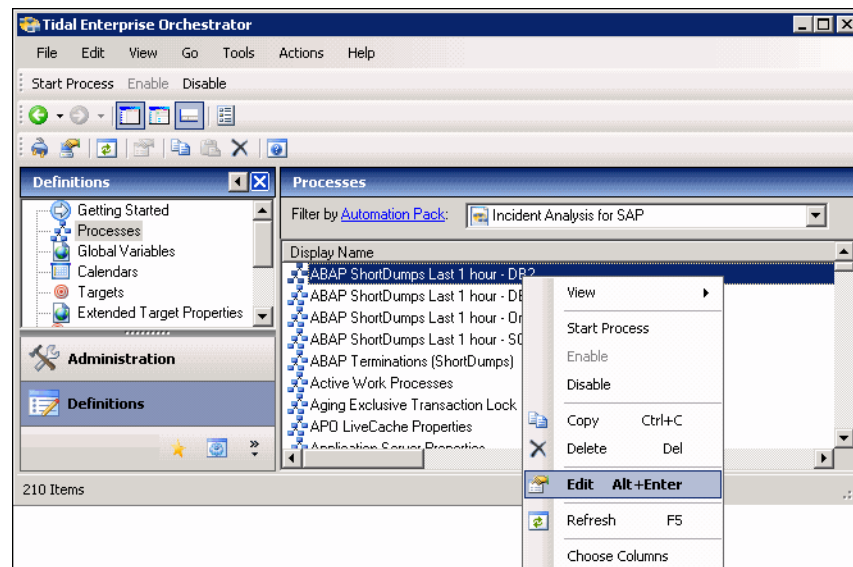 Tidal Enterprise Orchestrator
File Edit View Go Tools Actions Help
Start Process Enable Disable
Definitions
Getting Started
Processes
Global Variables
Calendars
Targets
Extended Target Properties
Administration
Definitions
Processes
Filter by Automation Pack: Incident Analysis for SAP
Display Name
ABAP ShortDumps Last 1 hour - DB2
ABAP ShortDumps Last 1 hour -
ABAP ShortDumps Last 1 hour -
ABAP ShortDumps Last 1 hour -
ABAP Terminations (ShortDumps)
Active Work Processes
Aging Exclusive Transaction Lock
APO LiveCache Properties
Application Server Properties
View
Start Process
Enable
Disable
Copy Ctrl+C
Delete Del
Edit Alt+Enter
Refresh F5
Choose Columns
210 Items